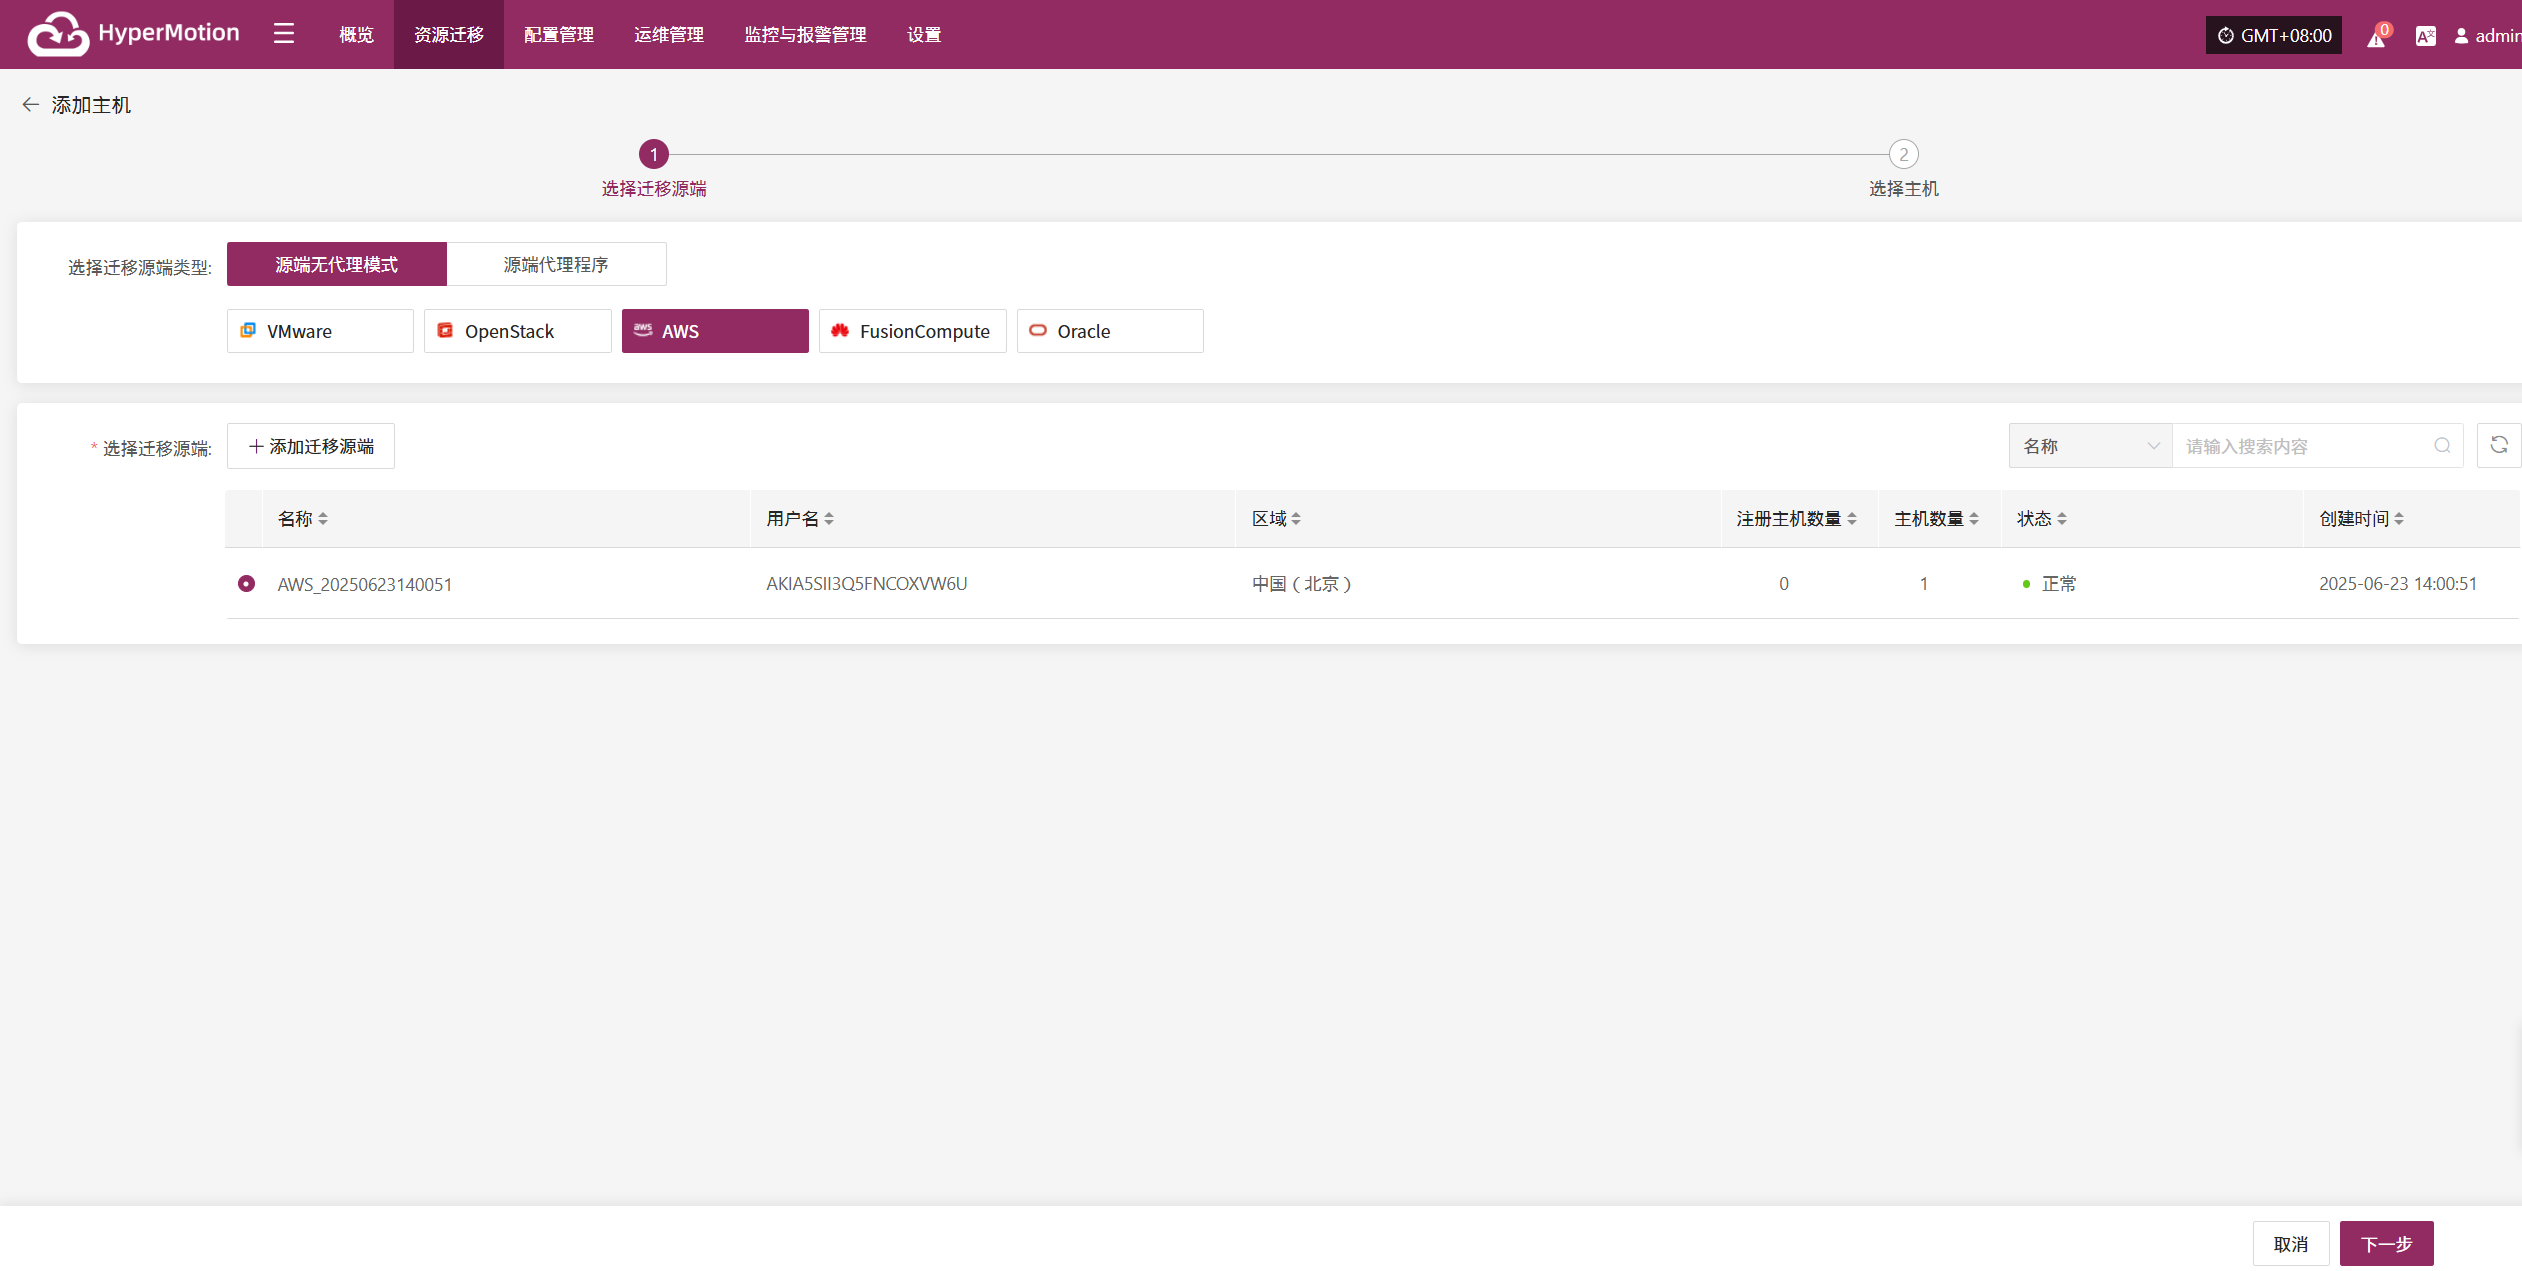 HyperMotion 概览 资源迁移 配置管理 运维管理 监控与报警管理 设置 GMT+08:00 0 admin
添加主机
1 2
选择迁移源端 选择主机
选择迁移源端类型: 源端无代理模式 源端代理程序
VMware OpenStack aws AWS FusionCompute Oracle
* 选择迁移源端: 添加迁移源端 名称 请输入搜索内容
名称 用户名 区域 注册主机数量 主机数量 状态 创建时间
AWS_20250623140051 AKIA5SII3Q5FNCOXVW6U 中国（北京） 0 1 正常 2025-06-23 14:00:51
取消 下一步